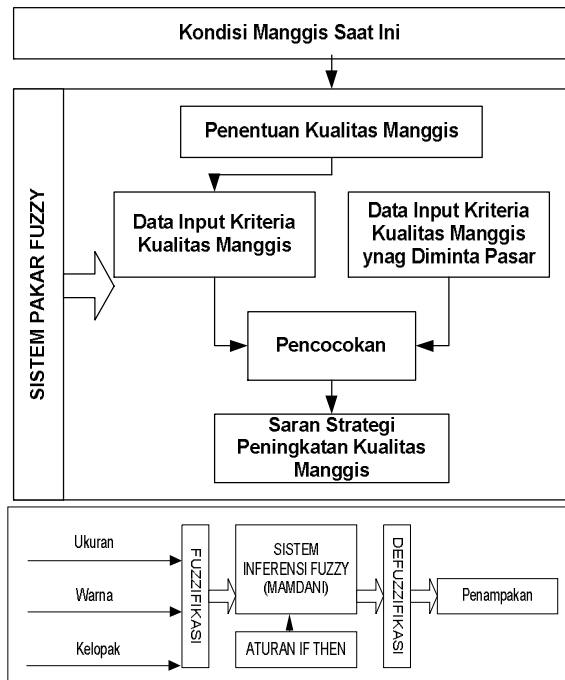 Kondisi Manggis Saat Ini
SISTEM PAKAR FUZZY
Penentuan Kualitas Manggis
Data Input Kriteria
Kualitas Manggis
Data Input Kriteria
Kualitas Manggis
ynag Diminta Pasar
Pencocokan
Saran Strategi
Peningkatan Kualitas
Manggis
Ukuran
Warna
Kelopak
FUZZIFIKASI
SISTEM
INFERENSI FUZZY
(MAMDANI)
ATURAN IF THEN
DEFUZZIFIKASI
Penampakan